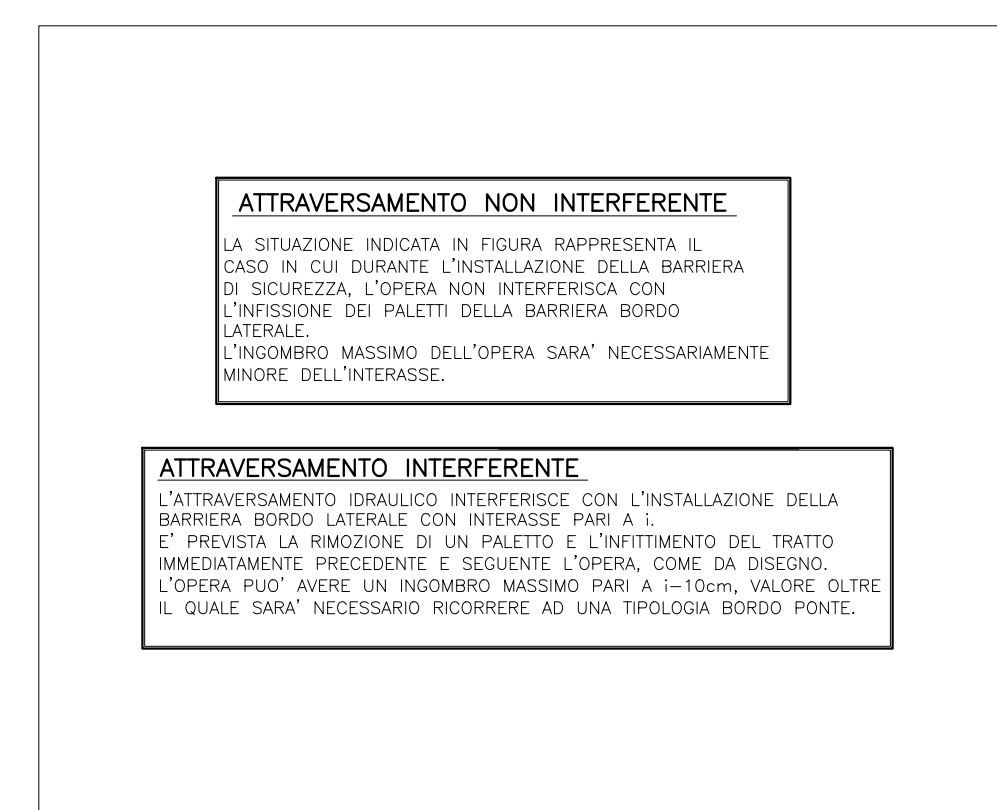 ATTRAVERSAMENTO NON INTERFERENTE
LA SITUAZIONE INDICATA IN FIGURA RAPPRESENTA IL
CASO IN CUI DURANTE L'INSTALLAZIONE DELLA BARRIERA
DI SICUREZZA, L'OPERA NON INTERFERISCA CON
L'INFISSIONE DEI PALETTI DELLA BARRIERA BORDO
LATERALE.
L'INGOMBRO MASSIMO DELL'OPERA SARA' NECESSARIAMENTE
MINORE DELL'INTERASSE.
ATTRAVERSAMENTO INTERFERENTE
L'ATTRAVERSAMENTO IDRAULICO INTERFERISCE CON L'INSTALLAZIONE DELLA
BARRIERA BORDO LATERALE CON INTERASSE PARI A i.
E' PREVISTA LA RIMOZIONE DI UN PALETTO E L'INFITTIMENTO DEL TRATTO
IMMEDIATAMENTE PRECEDENTE E SEGUENTE L'OPERA, COME DA DISEGNO.
L'OPERA PUO' AVERE UN INGOMBRO MASSIMO PARI A i-10cm, VALORE OLTRE
IL QUALE SARA' NECESSARIO RICORRERE AD UNA TIPOLOGIA BORDO PONTE.